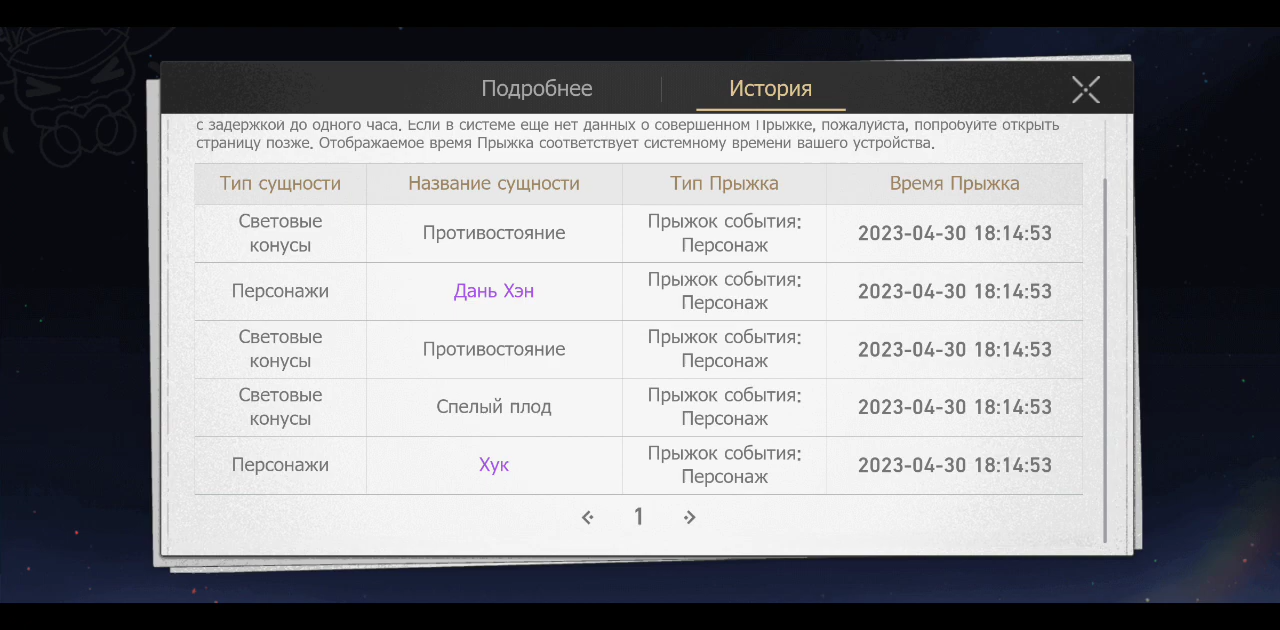 Подробнее
История
с задержкой до одного часа. Если в системе еще нет данных о совершенном Прыжке, пожалуйста, попробуйте открыть
страницу позже. Отображаемое время Прыжка соответствует системному времени вашего устройства.
Тип сущности Название сущности Тип Прыжка Время Прыжка
Световые конусы Противостояние Прыжок события: Персонаж 2023-04-30 18:14:53
Персонажи Дань Хэн Прыжок события: Персонаж 2023-04-30 18:14:53
Световые конусы Противостояние Прыжок события: Персонаж 2023-04-30 18:14:53
Световые конусы Спелый плод Прыжок события: Персонаж 2023-04-30 18:14:53
Персонажи Хук Прыжок события: Персонаж 2023-04-30 18:14:53
1